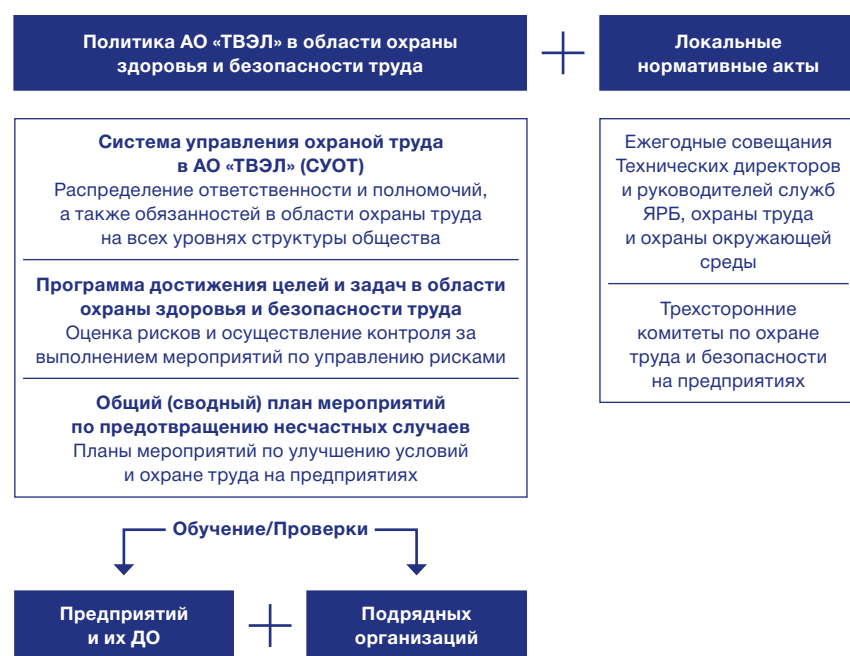 Политика АО «ТВЭЛ» в области охраны
здоровья и безопасности труда
Локальные
нормативные акты
Система управления охраной труда
в АО «ТВЭЛ» (СУОТ)
Распределение ответственности и полномочий,
а также обязанностей в области охраны труда
на всех уровнях структуры общества
Программа достижения целей и задач в области
охраны здоровья и безопасности труда
Оценка рисков и осуществление контроля за
выполнением мероприятий по управлению рисками
Общий (сводный) план мероприятий
по предотвращению несчастных случаев
Планы мероприятий по улучшению условий
и охране труда на предприятиях
Ежегодные совещания
Технических директоров
и руководителей служб
ЯРБ, охраны труда
и охраны окружающей
среды
Трехсторонние
комитеты по охране
труда и безопасности
на предприятиях
Обучение/Проверки
Предприятий
и их ДО
Подрядных
организаций